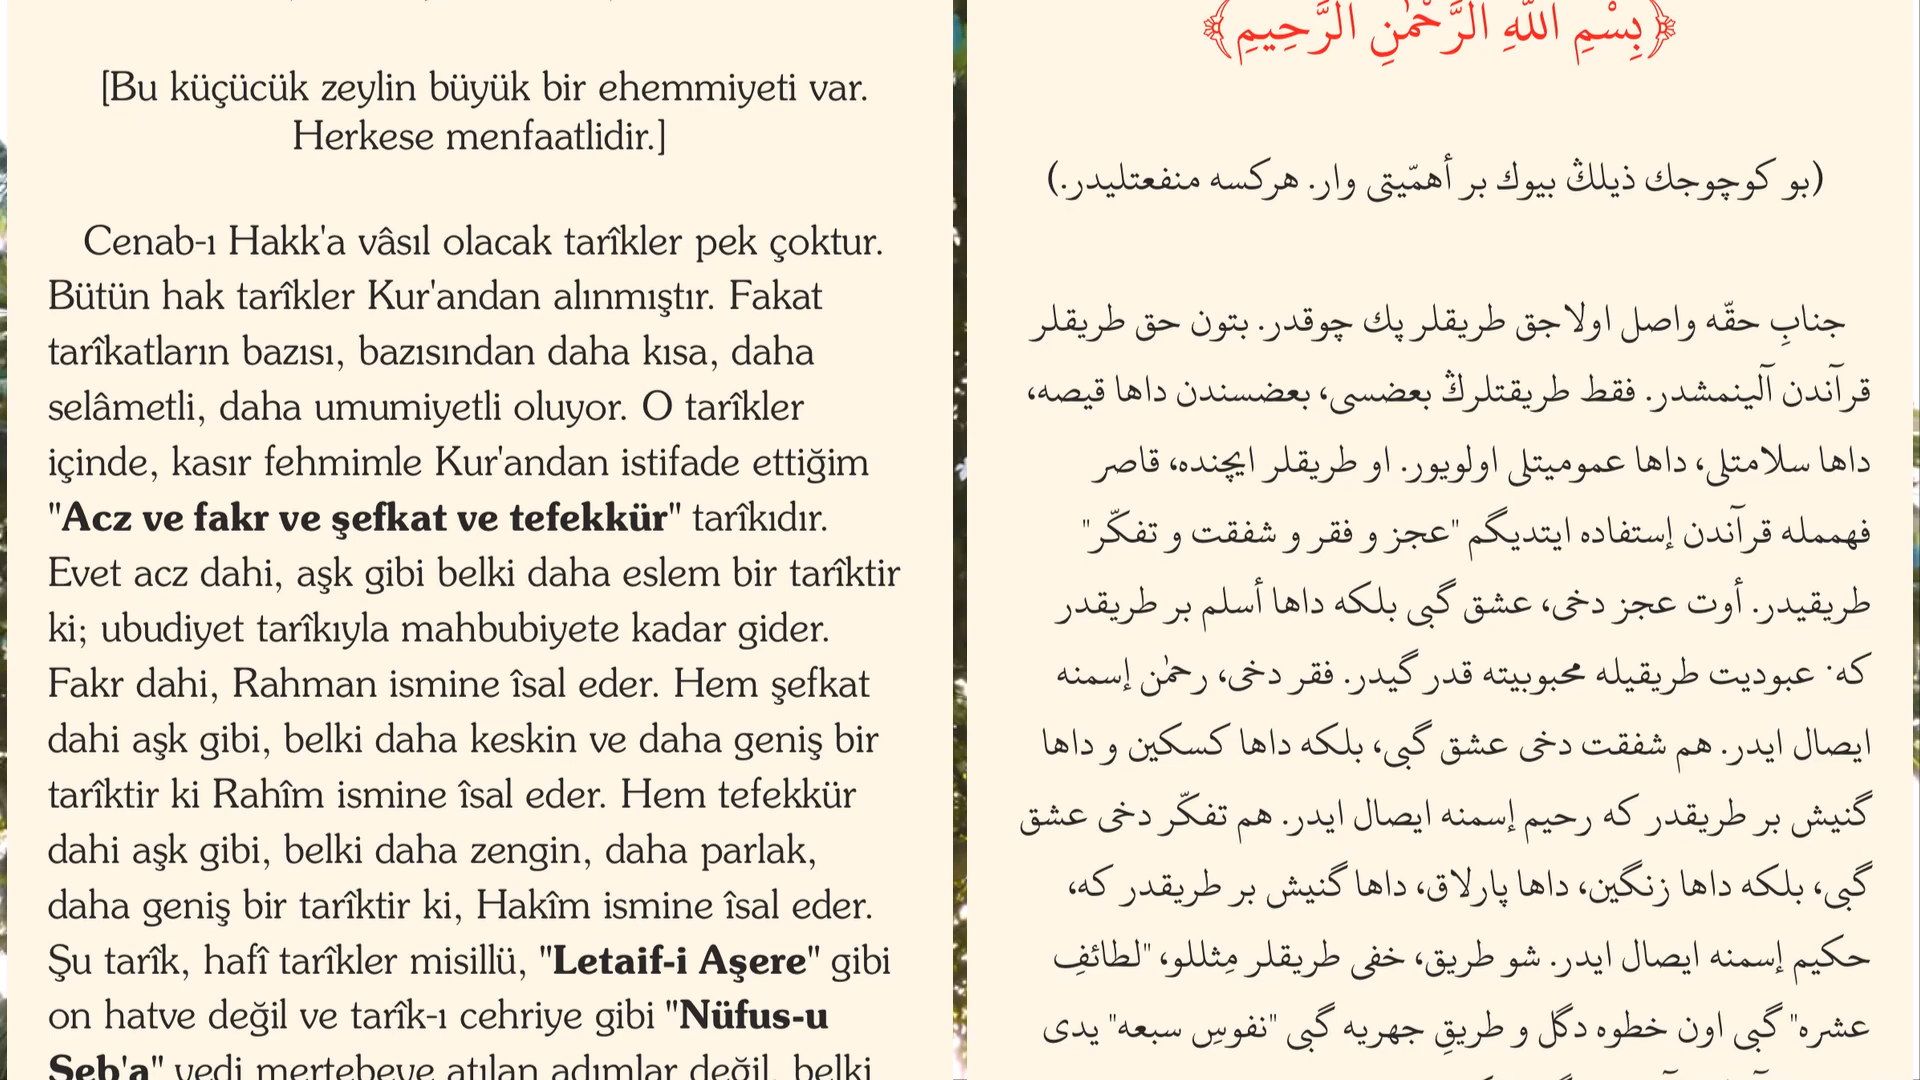 [Bu küçücük zeylin büyük bir ehemmiyeti var.
Herkese menfaatlidir.]
Cenab-ı Hakk'a vâsıl olacak tarîkler pek çoktur.
Bütün hak tarîkler Kur'andan alınmıştır. Fakat
tarîkatların bazısı, bazısından daha kısa, daha
selâmetli, daha umumiyetli oluyor. O tarîkler
içinde, kasır fehmimle Kur'andan istifade ettiğim
"Acz ve fakr ve şefkat ve tefekkür" tarîkıdır.
Evet acz dahi, aşk gibi belki daha eslem bir tarîktir
ki; ubudiyet tarîkıyla mahbubiyete kadar gider.
Fakr dahi, Rahman ismine îsal eder. Hem şefkat
dahi aşk gibi, belki daha keskin ve daha geniş bir
tarîktir ki Rahîm ismine îsal eder. Hem tefekkür
dahi aşk gibi, belki daha zengin, daha parlak,
daha geniş bir tarîktir ki, Hakîm ismine îsal eder.
Şu tarîk, hafî tarîkler misillü, "Letaif-i Aşere" gibi
on hatve değil ve tarîk-ı cehriye gibi "Nüfus-u
Seb'a" yedi mertebeye atılan adımlar değil, belki
﴿بِسْمِ اللّٰهِ الرَّحْمٰنِ الرَّحِيمِ﴾
(بو كوچوجك ذيلڭ بيوك بر أهمّيتى وار. هركسه منفعتليدر.)
جنابِ حقّه واصل اولاجق طريقلر پك چوقدر. بتون حق طريقلر
قرآندن آلينمشدر. فقط طريقتلرڭ بعضسى، بعضسندن داها قيصه،
داها سلامتلى، داها عموميتلى اولويور. او طريقلر ايچنده، قاصر
فهممله قرآندن إستفاده ايتديگم "عجز و فقر و شفقت و تفكّر"
طريقيدر. أوت عجز دخى، عشق گبى بلكه داها أسلم بر طريقدر
كه؛ عبوديت طريقيله محبوبيته قدر گيدر. فقر دخى، رحمٰن إسمنه
ايصال ايدر. هم شفقت دخى عشق گبى، بلكه داها كسكين و داها
گنيش بر طريقدر كه رحيم إسمنه ايصال ايدر. هم تفكّر دخى عشق
گبى، بلكه داها زنگين، داها پارلاق، داها گنيش بر طريقدر كه،
حكيم إسمنه ايصال ايدر. شو طريق، خفى طريقلر مِثللو، "لطائفِ
عشره" گبى اون خطوه دگل و طريقِ جهريه گبى "نفوسِ سبعه" يدى